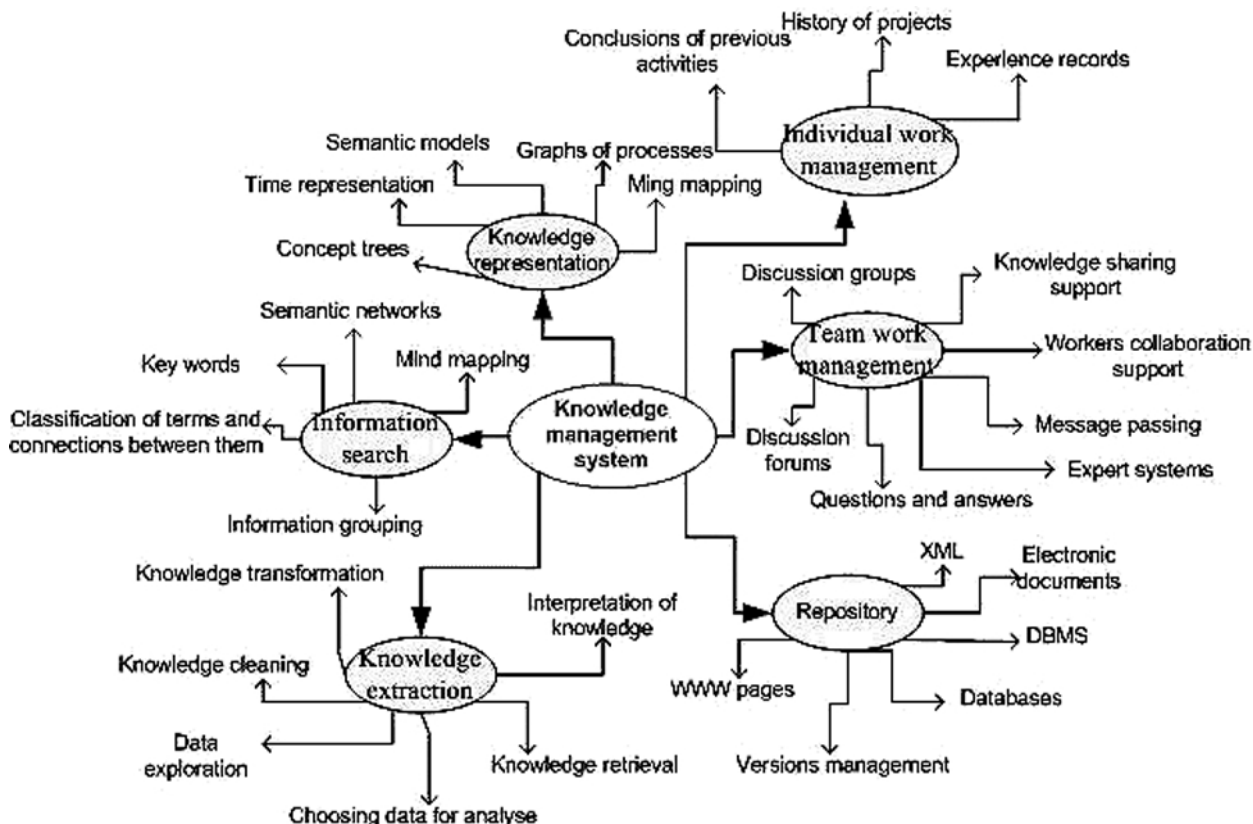 History of projects
Conclusions of previous
activities
Experience records
Individual work
management
Semantic models
Graphs of processes
Time representation
Ming mapping
Knowledge
representation
Concept trees
Discussion groups
Knowledge sharing
support
Semantic networks
Team work
management
Workers collaboration
support
Key words
Mind mapping
Knowledge
management
system
Classification of terms and
connections between them
Information
search
Discussion
forums
Message passing
Expert systems
Questions and answers
Information grouping
Knowledge transformation
XML
Electronic
documents
Interpretation of
knowledge
Repository
DBMS
Knowledge cleaning
Knowledge
extraction
WWW pages
Databases
Data
exploration
Knowledge retrieval
Versions management
Choosing data for analyse